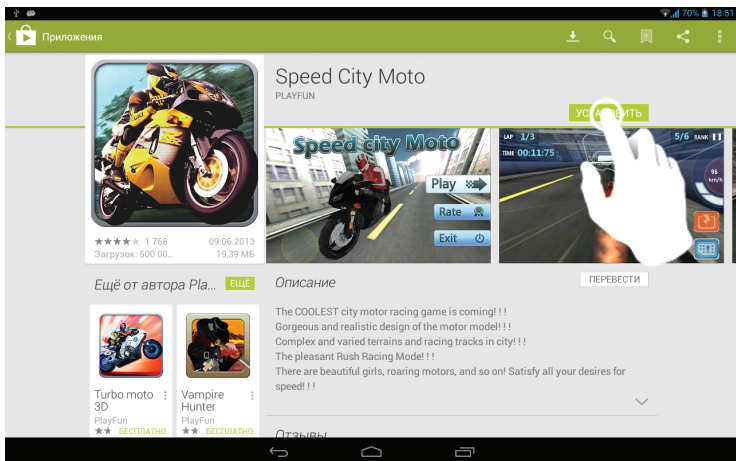 70% 18:51
Приложения
Speed City Moto
PLAYFUN
УСТАНОВИТЬ
Speed city Moto
Play
Rate
Exit
LAP 1/3
TIME 00:11:75
5/6 RANK
96
km/h
1 768 09.06.2013
Загрузок: 500 00... 19,39 МБ
Ещё от автора Pla... ЕЩЁ
Turbo moto
3D
PlayFun
БЕСПЛАТНО
Vampire
Hunter
PlayFun
БЕСПЛАТНО
Описание
ПЕРЕВЕСТИ
The COOLEST city motor racing game is coming! ! !
Gorgeous and realistic design of the motor model! ! !
Complex and varied terrains and racing tracks in city! ! !
The pleasant Rush Racing Mode! ! !
There are beautiful girls, roaring motors, and so on! Satisfy all your desires for
speed! ! !
Отзывы